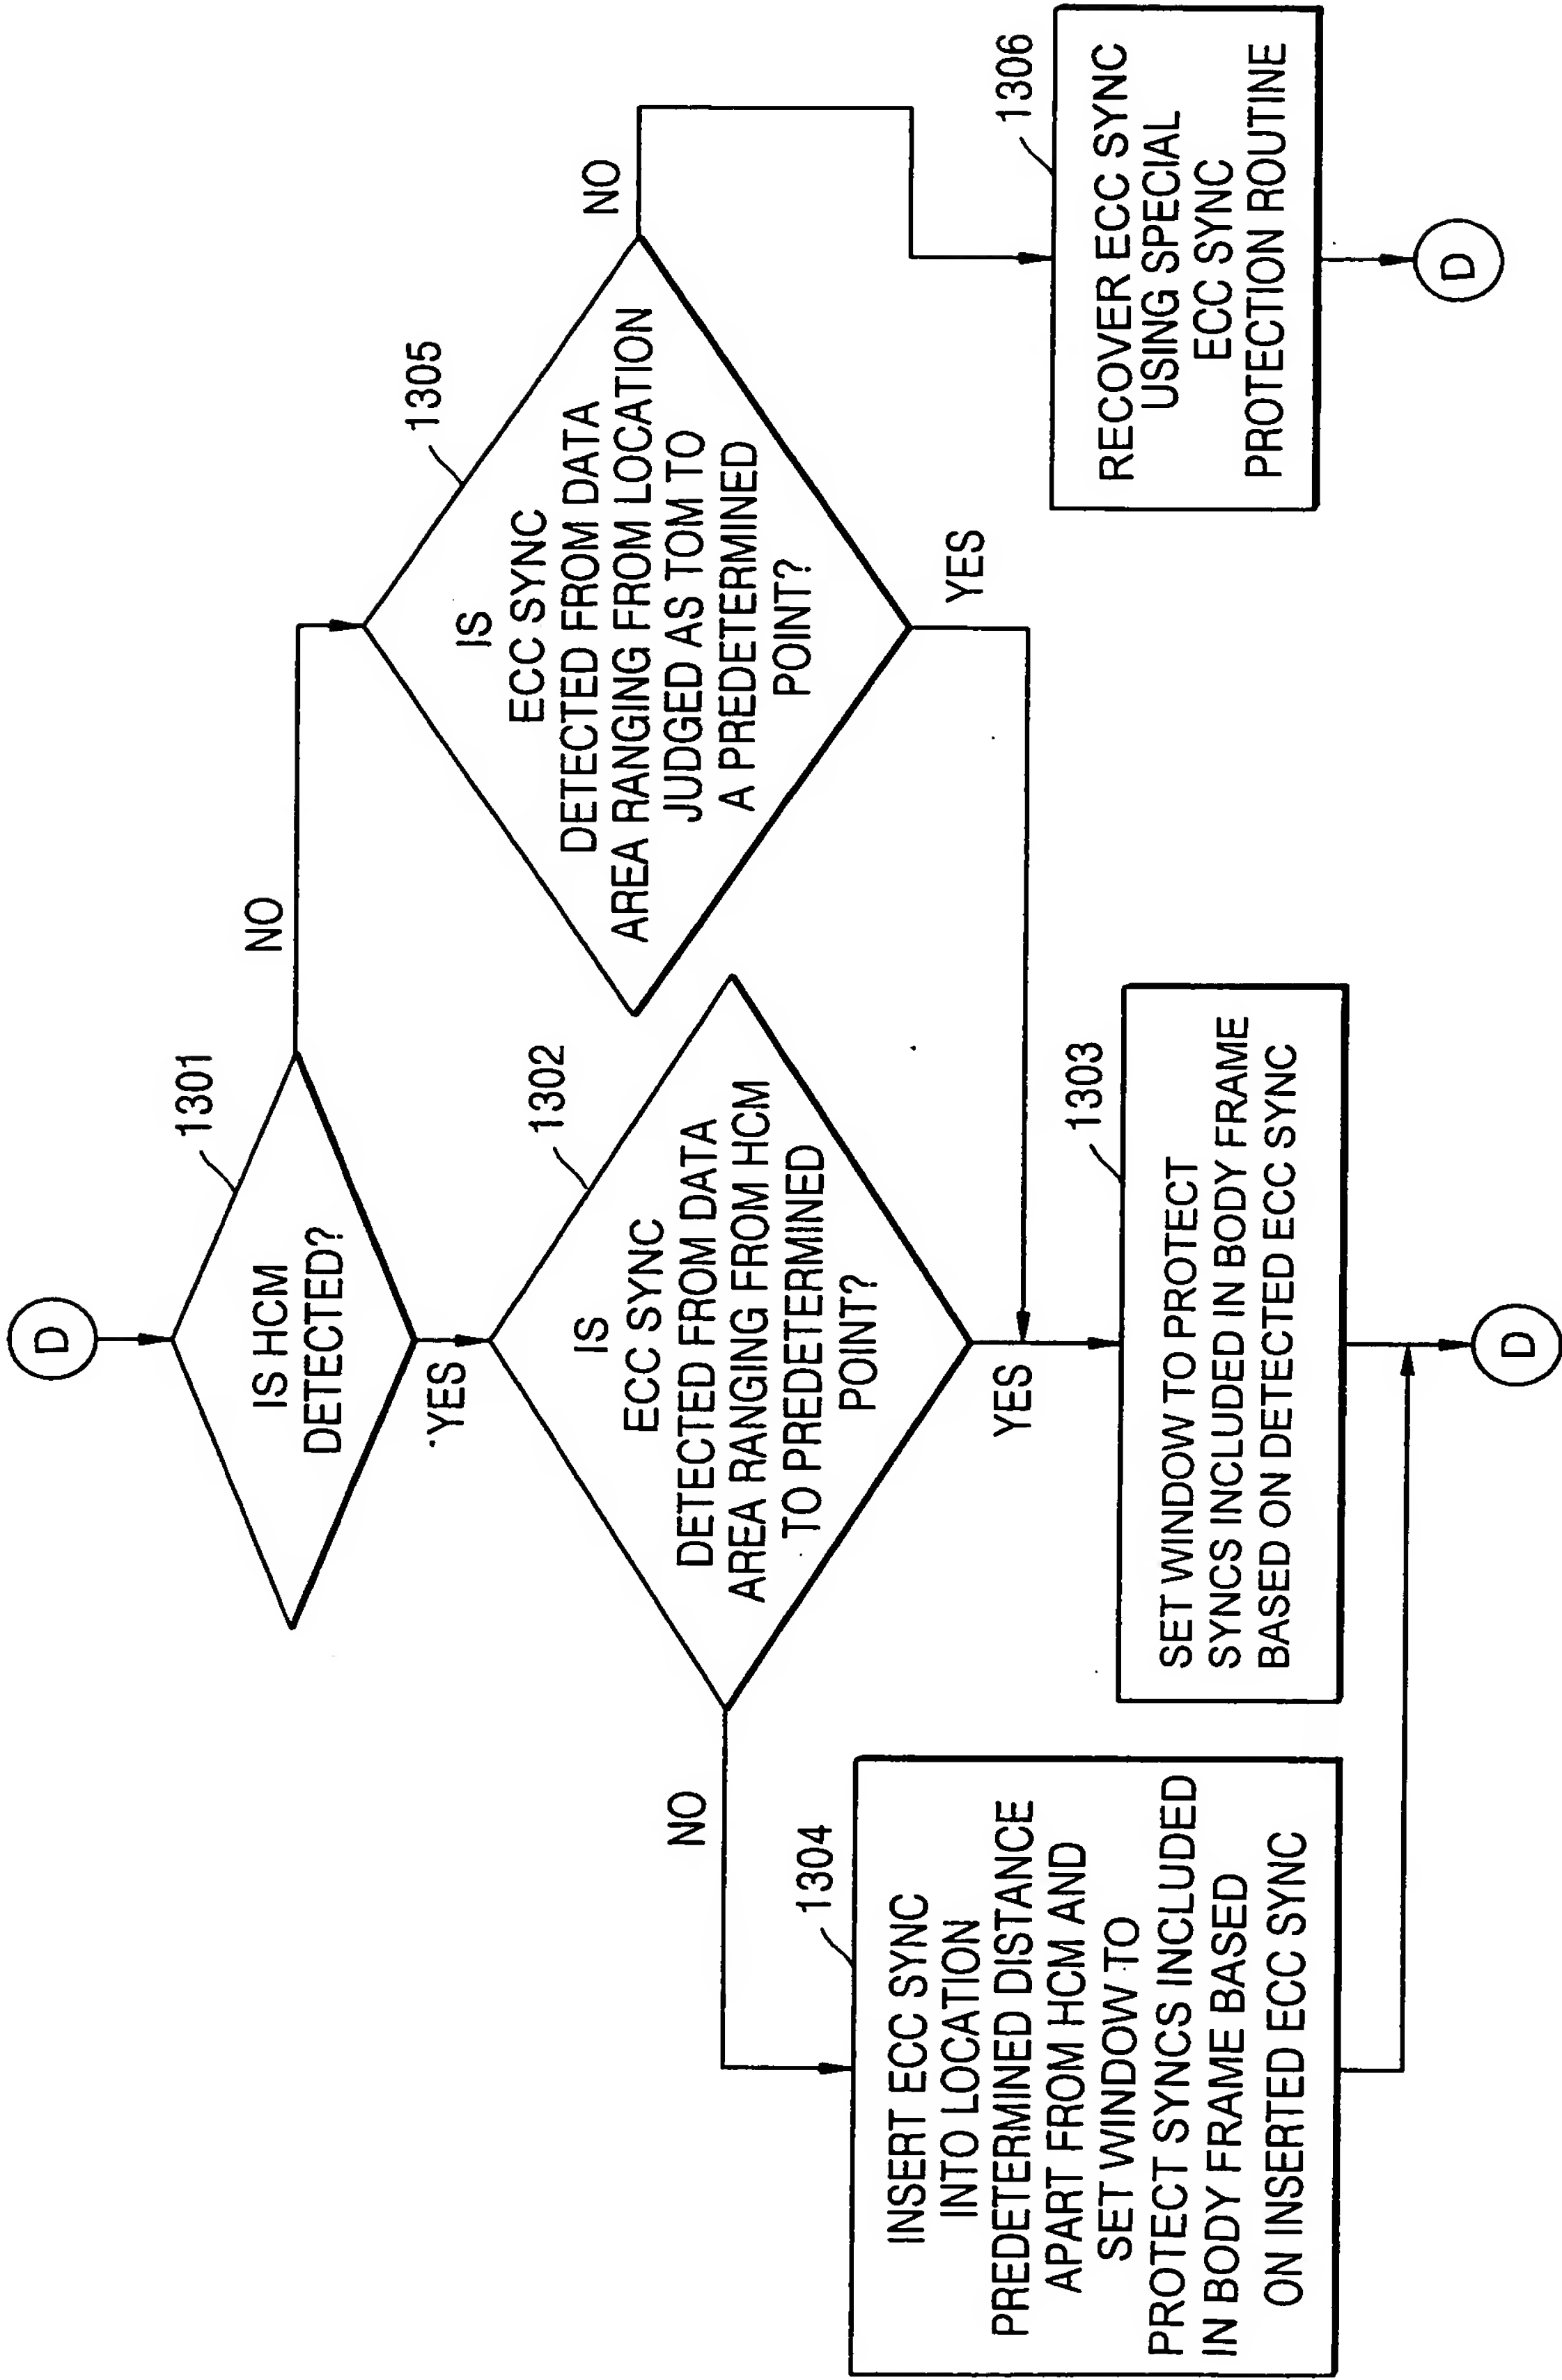 D
1301
IS HCM
DETECTED?
NO
YES
1302
IS
ECC SYNC
DETECTED FROM DATA
AREA RANGING FROM HCM
TO PREDETERMINED
POINT?
NO
YES
1305
IS
ECC SYNC
DETECTED FROM DATA
AREA RANGING FROM LOCATION
JUDGED AS TOM TO
A PREDETERMINED
POINT?
NO
YES
1304
INSERT ECC SYNC
INTO LOCATION
PREDETERMINED DISTANCE
APART FROM HCM AND
SET WINDOW TO
PROTECT SYNCS INCLUDED
IN BODY FRAME BASED
ON INSERTED ECC SYNC
1303
SET WINDOW TO PROTECT
SYNCS INCLUDED IN BODY FRAME
BASED ON DETECTED ECC SYNC
1306
RECOVER ECC SYNC
USING SPECIAL
ECC SYNC
PROTECTION ROUTINE
D
D